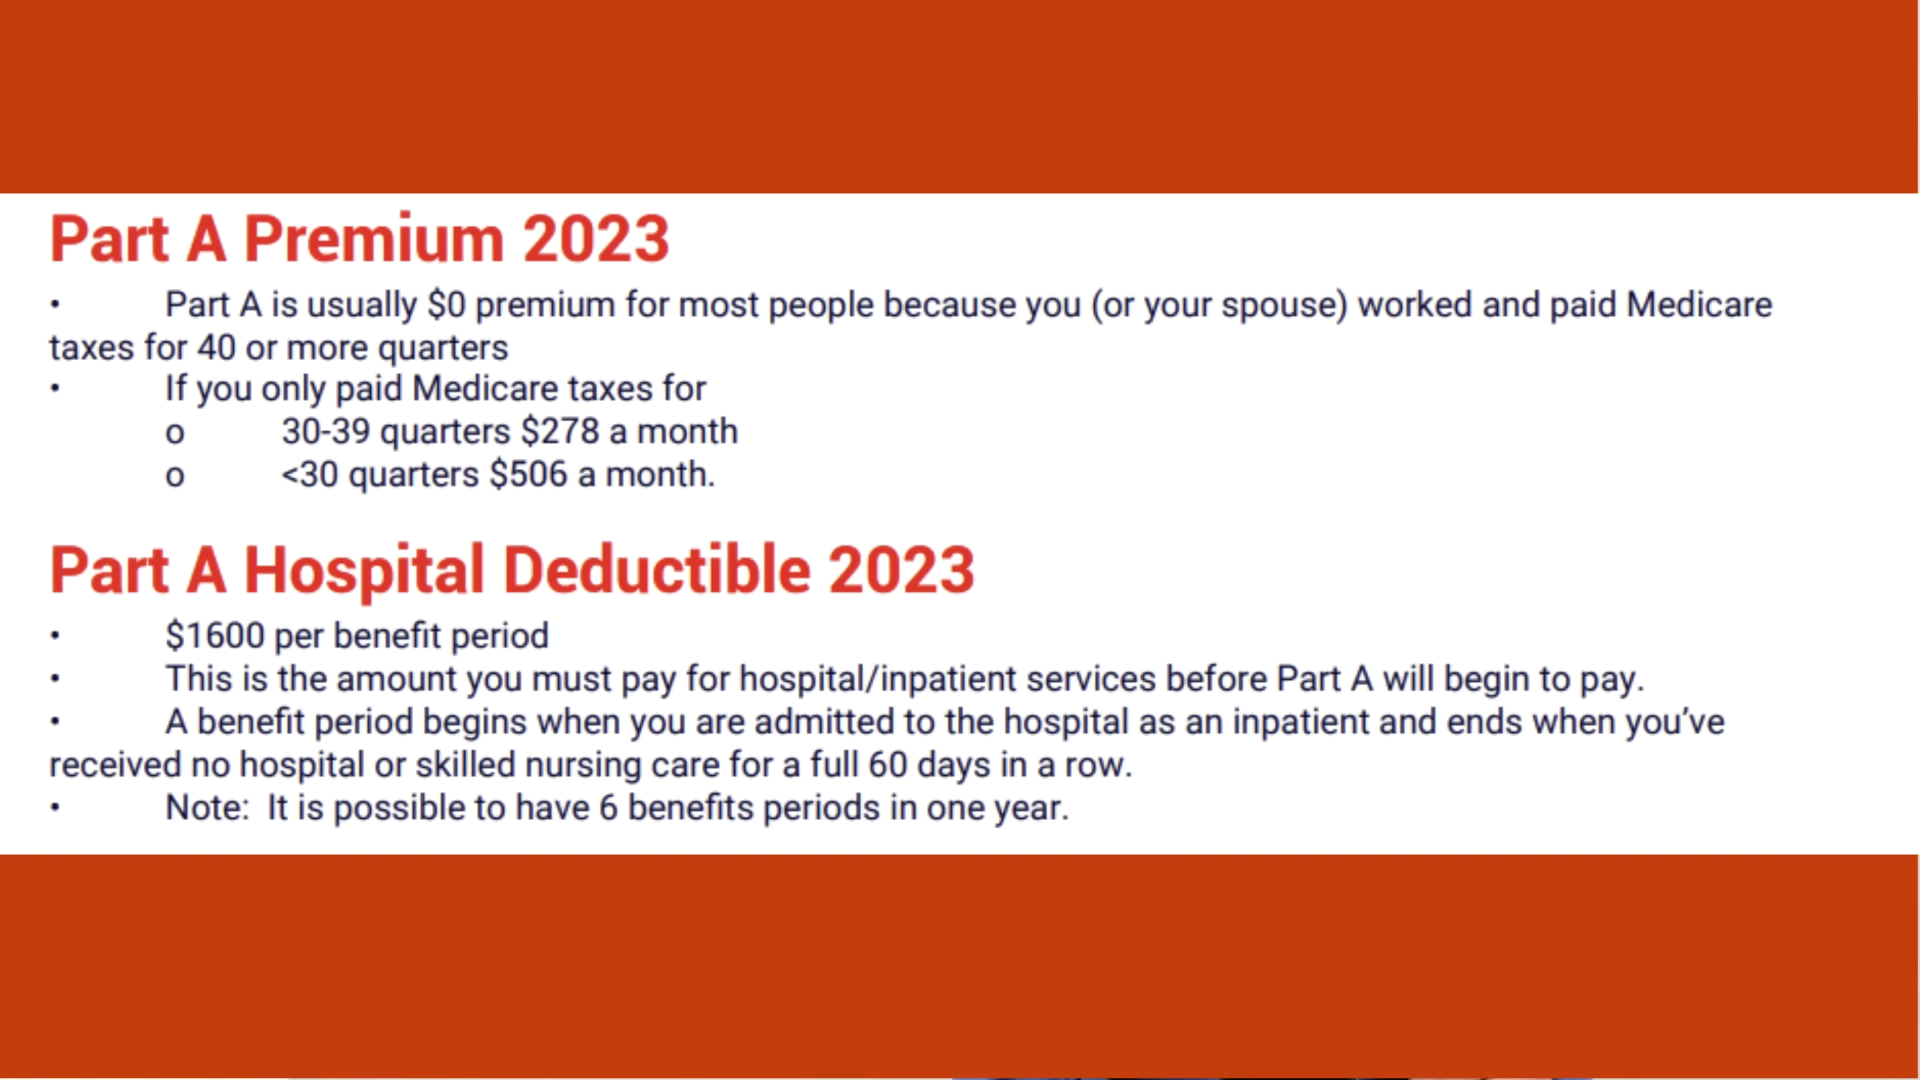 Part A Premium 2023
• Part A is usually $0 premium for most people because you (or your spouse) worked and paid Medicare
taxes for 40 or more quarters
• If you only paid Medicare taxes for
o 30-39 quarters $278 a month
o <30 quarters $506 a month.
Part A Hospital Deductible 2023
• $1600 per benefit period
• This is the amount you must pay for hospital/inpatient services before Part A will begin to pay.
• A benefit period begins when you are admitted to the hospital as an inpatient and ends when you’ve
received no hospital or skilled nursing care for a full 60 days in a row.
• Note:  It is possible to have 6 benefits periods in one year.